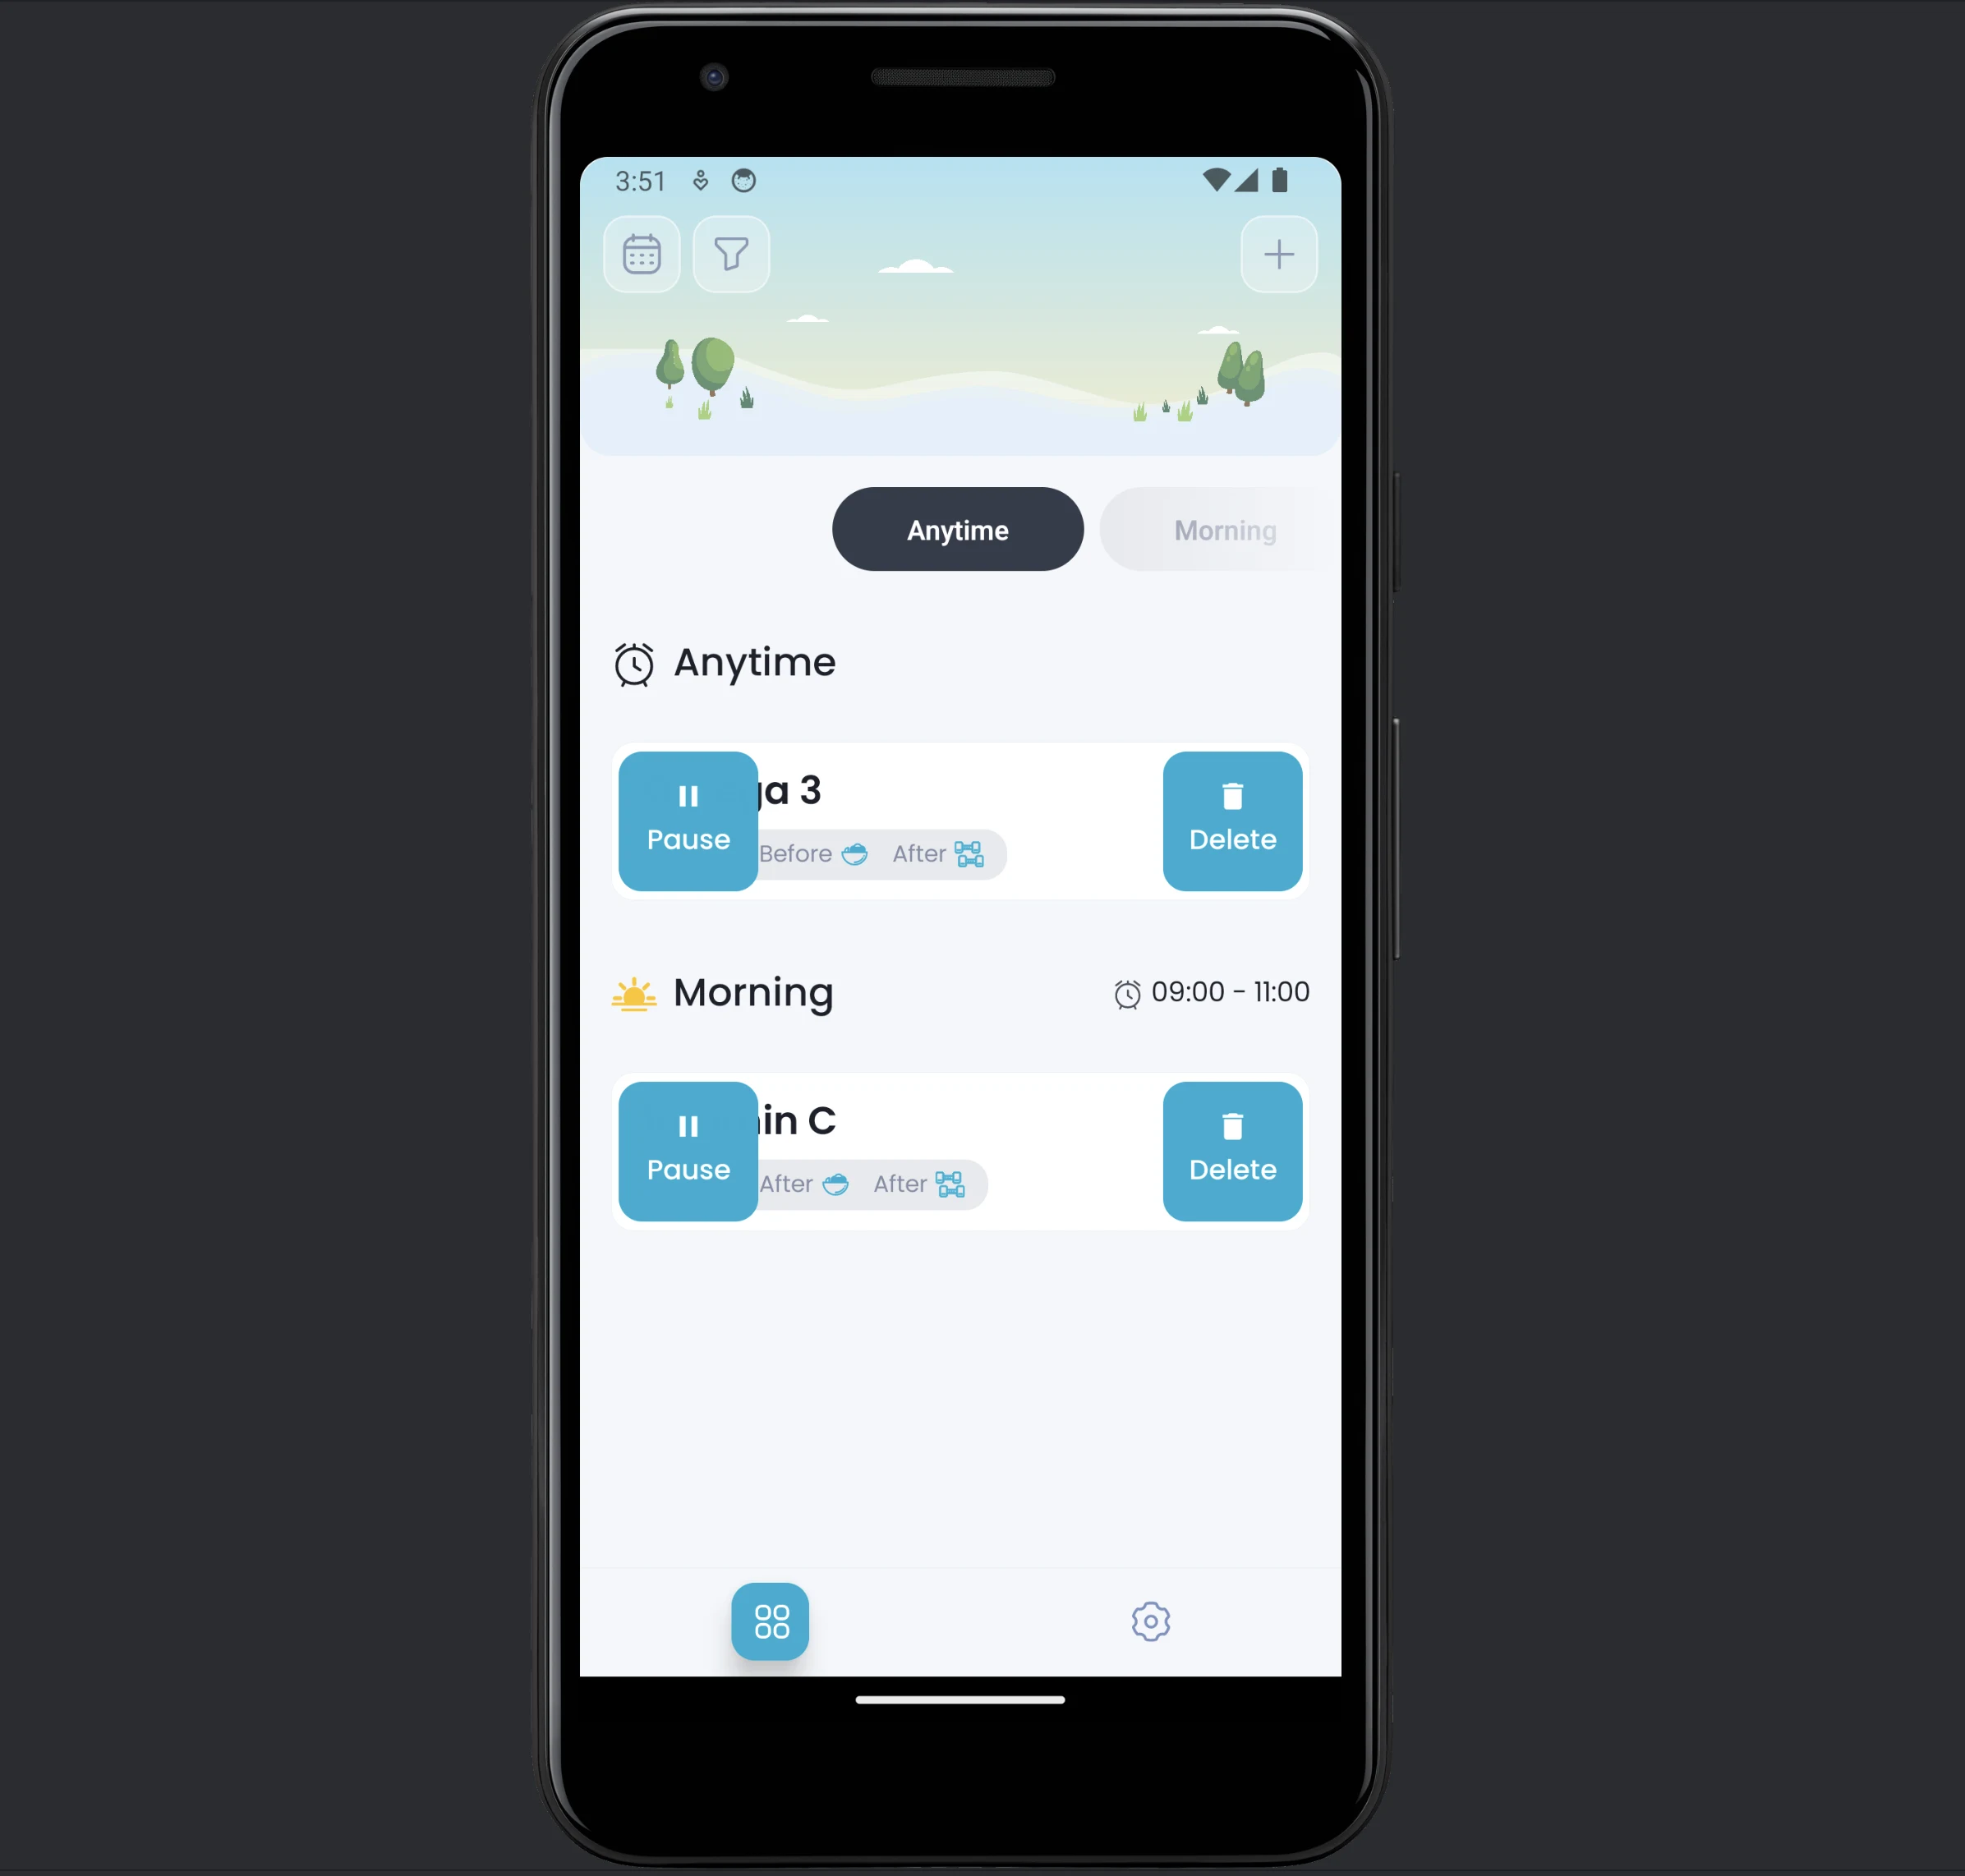 3:51
Anytime Morning
Anytime
Pause a 3 Delete
Before After
Morning 09:00 - 11:00
Pause in C Delete
After After